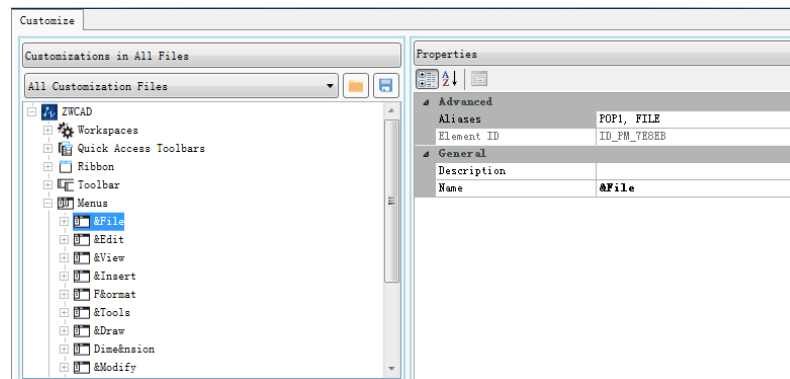 Customize
Customizations in All Files
All Customization Files
ZWCAD
Workspaces
Quick Access Toolbars
Ribbon
Toolbar
Menus
&File
&Edit
&View
&Insert
F&ormat
&Tools
&Draw
Dime&nsion
&Modify
Properties
Advanced
Aliases POP1, FILE
Element ID ID_PM_7E8EB
General
Description
Name &File